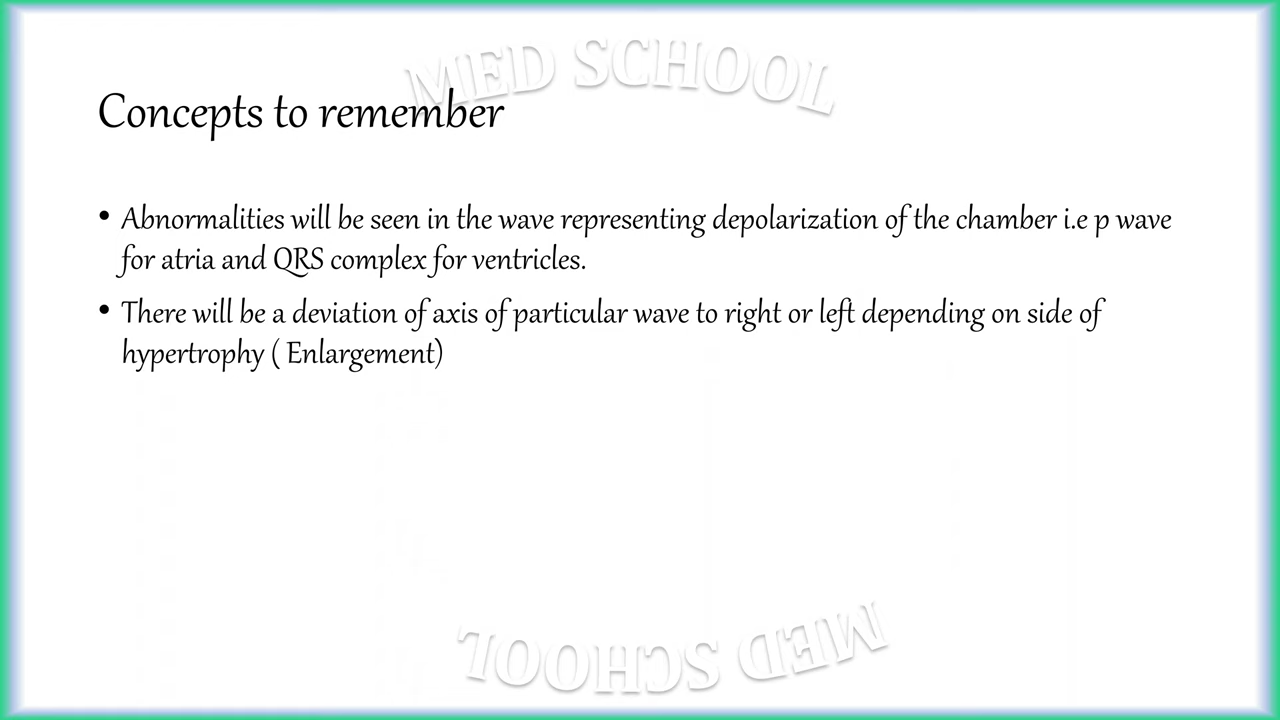 MED SCHOOL
Concepts to remember
• Abnormalities will be seen in the wave representing depolarization of the chamber i.e p wave
for atria and QRS complex for ventricles.
• There will be a deviation of axis of particular wave to right or left depending on side of
hypertrophy ( Enlargement)
MED SCHOOL